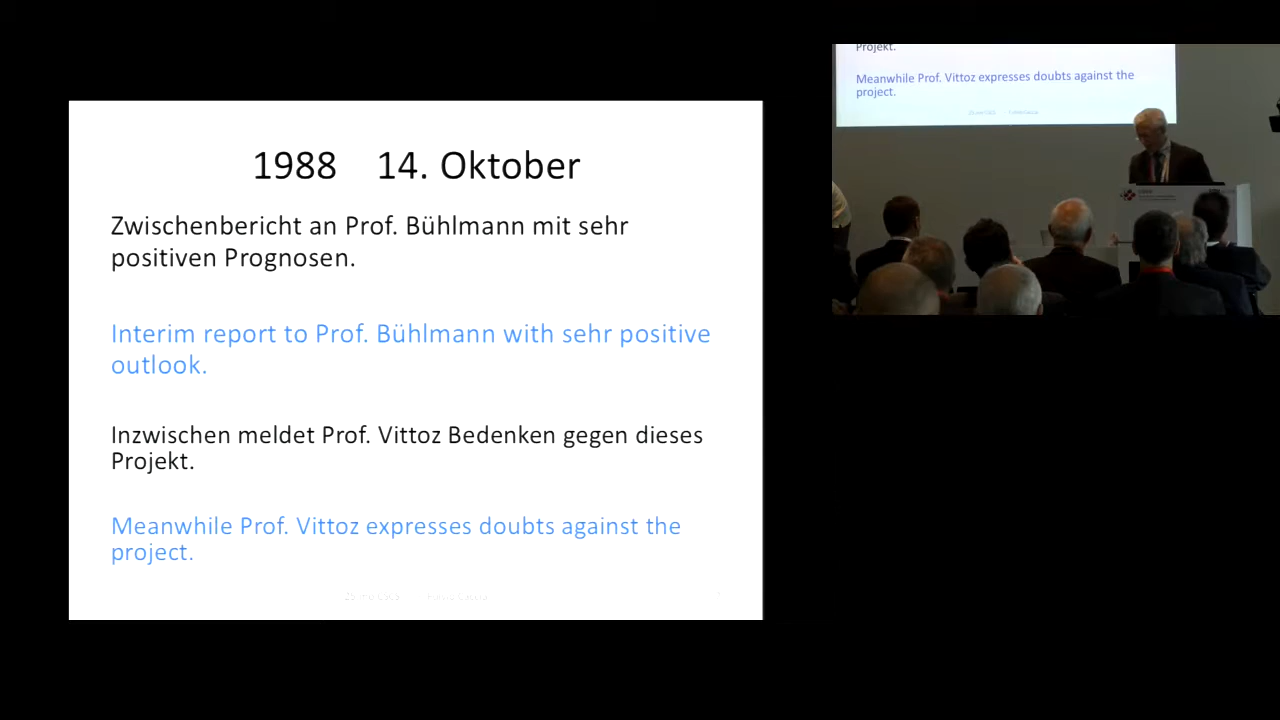 1988 14. Oktober
Zwischenbericht an Prof. Bühlmann mit sehr
positiven Prognosen.
Interim report to Prof. Bühlmann with sehr positive
outlook.
Inzwischen meldet Prof. Vittoz Bedenken gegen dieses
Projekt.
Meanwhile Prof. Vittoz expresses doubts against the
project.
Projekt.
Meanwhile Prof. Vittoz expresses doubts against the
project.